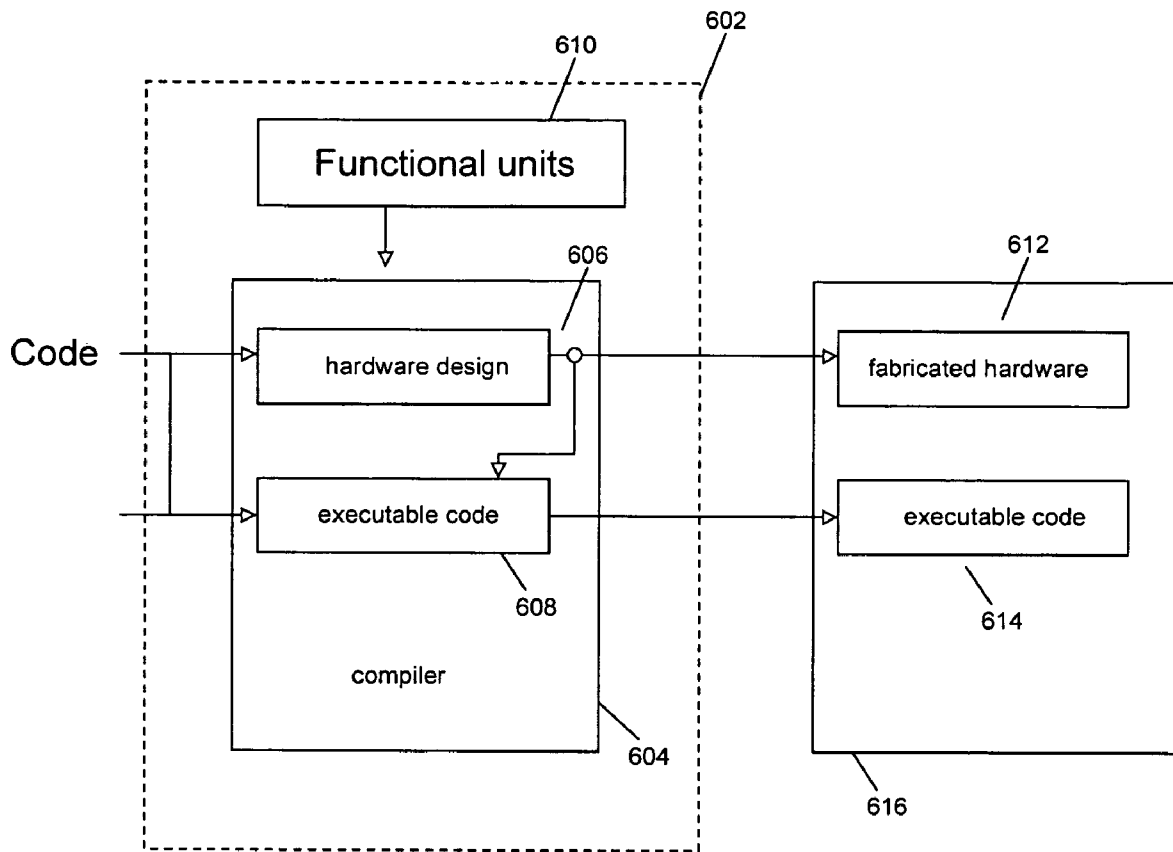 602
610
Functional units
606
612
Code
hardware design
fabricated hardware
executable code
executable code
608
614
compiler
604
616